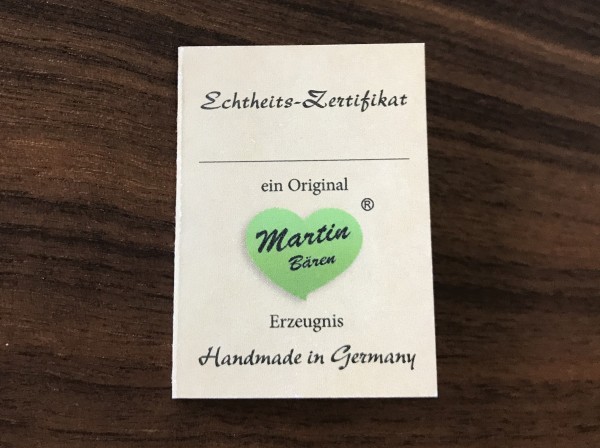 Echtheits-Zertifikat
ein Original
®
Martin
Bären
Erzeugnis
Handmade in Germany